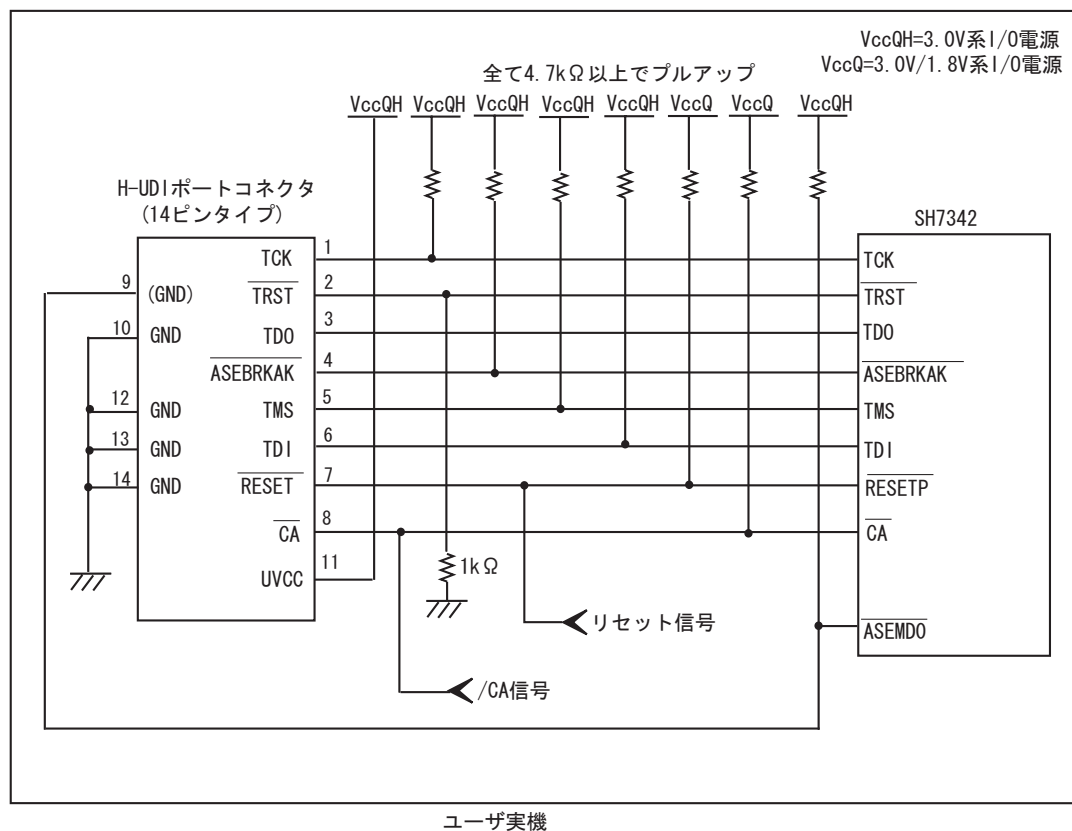 VccQH=3.0V系I/O電源
VccQ=3.0V/1.8V系I/O電源
全て4.7kΩ以上でプルアップ
VccQH VccQH VccQH VccQH VccQH VccQ VccQ VccQH
H-UDIポートコネクタ
(14ピンタイプ)
SH7342
TCK 1 TCK
9 (GND) TRST 2 TRST
10 GND TDO 3 TDO
ASEBRKAK 4 ASEBRKAK
12 GND TMS 5 TMS
13 GND TDI 6 TDI
14 GND RESET 7 RESETP
CA 8 CA
UVCC 11
1kΩ
リセット信号
ASEMD0
/CA信号
ユーザ実機